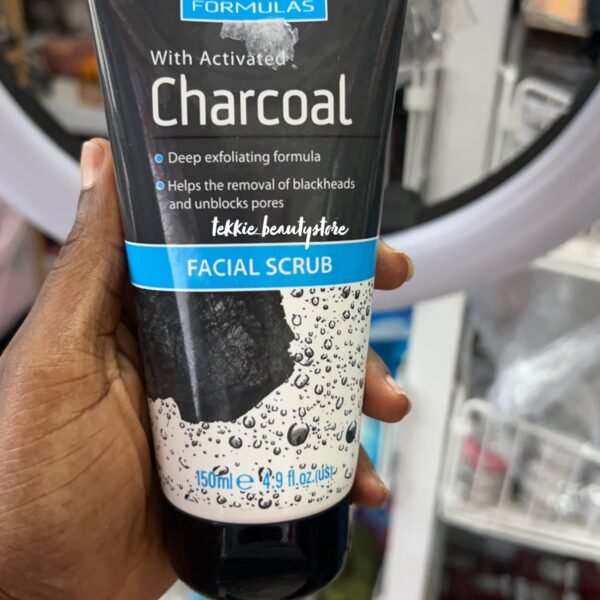 FORMULAS
With Activated
Charcoal
Deep exfoliating formula
Helps the removal of blackheads
and unblocks pores
tekkie_beautystore
FACIAL SCRUB
150ml e 4.9 fl.oz.(US)